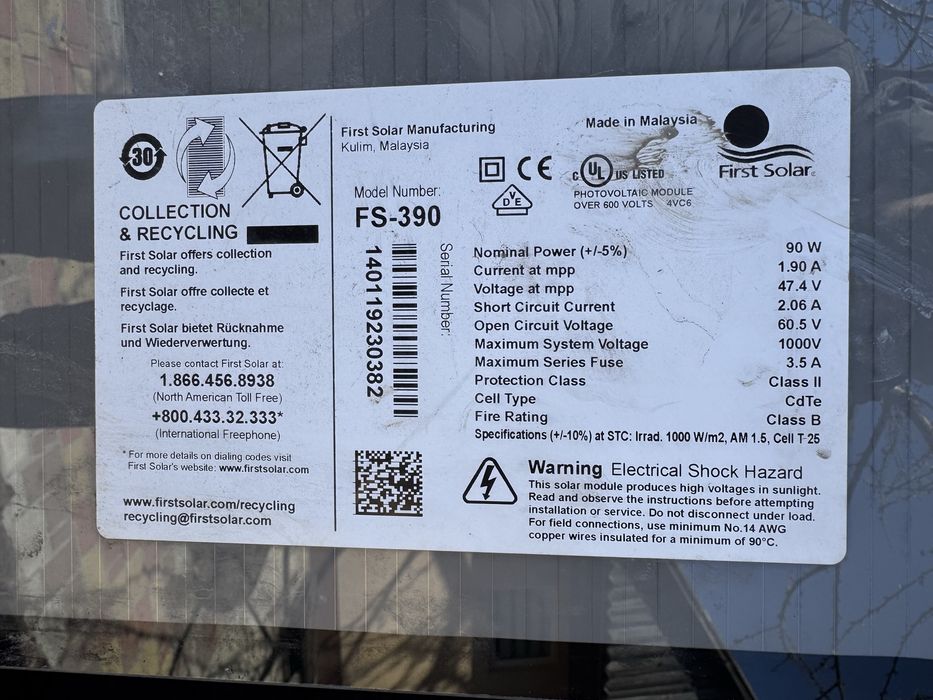 30
COLLECTION
& RECYCLING
First Solar offers collection
and recycling.
First Solar offre collecte et
recyclage.
First Solar bietet Rücknahme
und Wiederverwertung.
Please contact First Solar at:
1.866.456.8938
(North American Toll Free)
+800.433.32.333*
(International Freephone)
* For more details on dialing codes visit
First Solar's website: www.firstsolar.com
www.firstsolar.com/recycling
recycling@firstsolar.com
First Solar Manufacturing
Kulim, Malaysia
Model Number:
FS-390
Serial Number:
140119230382
Made in Malaysia
First Solar.
CE
C UL US LISTED
VDE
PHOTOVOLTAIC MODULE
OVER 600 VOLTS 4VC6
Nominal Power (+/-5%) 90 W
Current at mpp 1.90 A
Voltage at mpp 47.4 V
Short Circuit Current 2.06 A
Open Circuit Voltage 60.5 V
Maximum System Voltage 1000V
Maximum Series Fuse 3.5 A
Protection Class Class II
Cell Type CdTe
Fire Rating Class B
Specifications (+/-10%) at STC: Irrad. 1000 W/m2, AM 1.5, Cell T 25
Warning Electrical Shock Hazard
This solar module produces high voltages in sunlight.
Read and observe the instructions before attempting
installation or service. Do not disconnect under load.
For field connections, use minimum No.14 AWG
copper wires insulated for a minimum of 90°C.